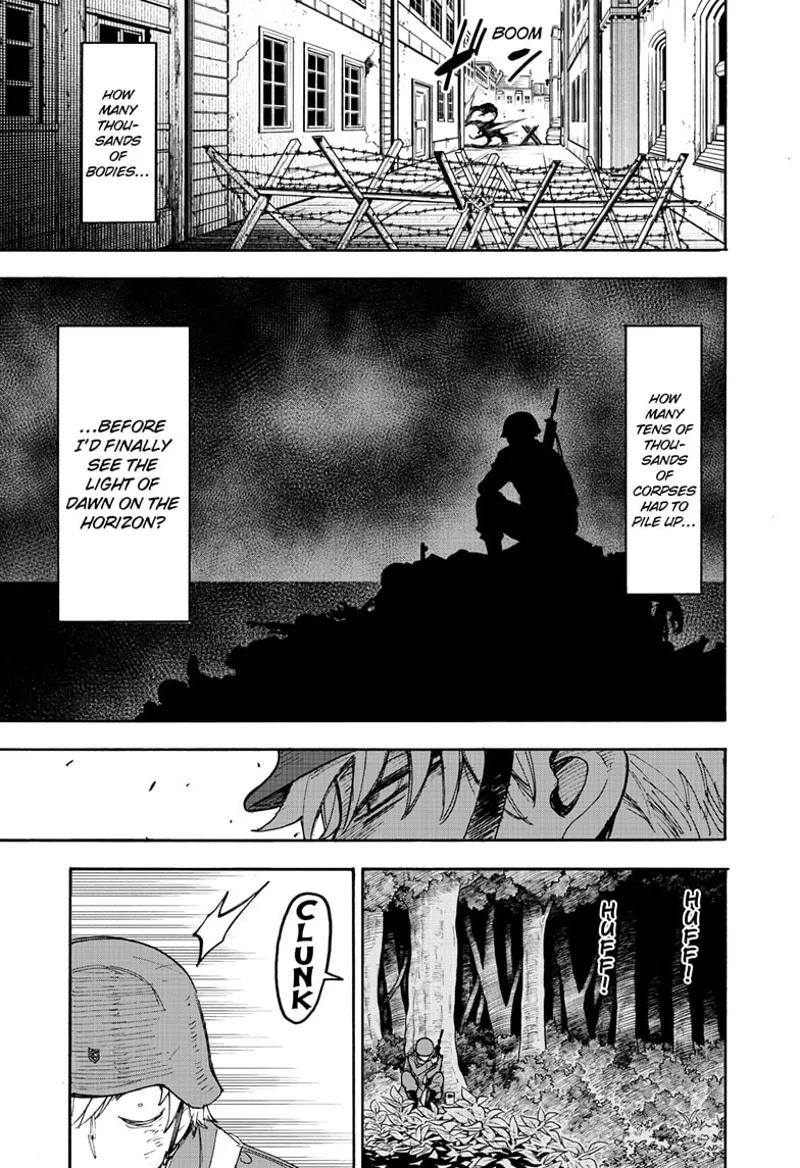 BOOM
HOW
MANY
THOU-
SANDS
OF
BODIES...
HOW
MANY
TENS OF
THOU-
SANDS
OF
CORPSES
HAD TO
PILE UP...
...BEFORE
I'D FINALLY
SEE THE
LIGHT OF
DAWN ON THE
HORIZON?
HUFF!
HUFF!
CLUNK